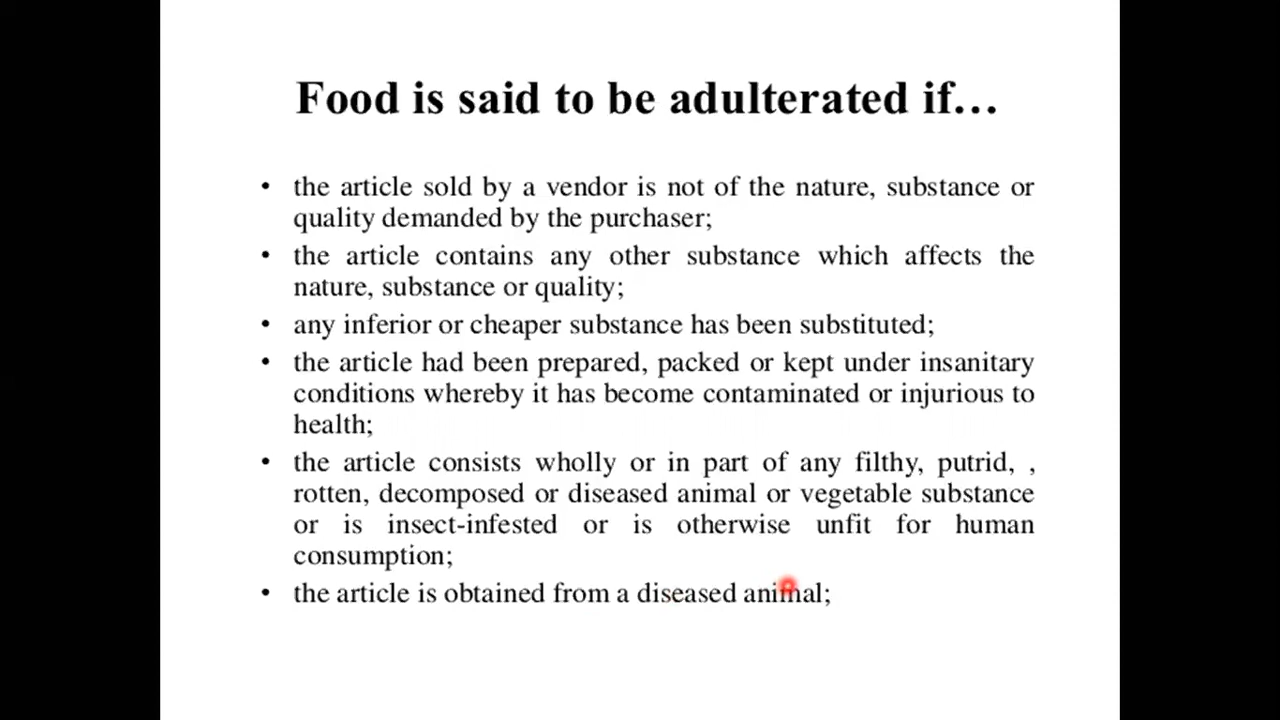 Food is said to be adulterated if...
• the article sold by a vendor is not of the nature, substance or
quality demanded by the purchaser;
• the article contains any other substance which affects the
nature, substance or quality;
• any inferior or cheaper substance has been substituted;
• the article had been prepared, packed or kept under insanitary
conditions whereby it has become contaminated or injurious to
health;
• the article consists wholly or in part of any filthy, putrid, ,
rotten, decomposed or diseased animal or vegetable substance
or is insect-infested or is otherwise unfit for human
consumption;
• the article is obtained from a diseased animal;